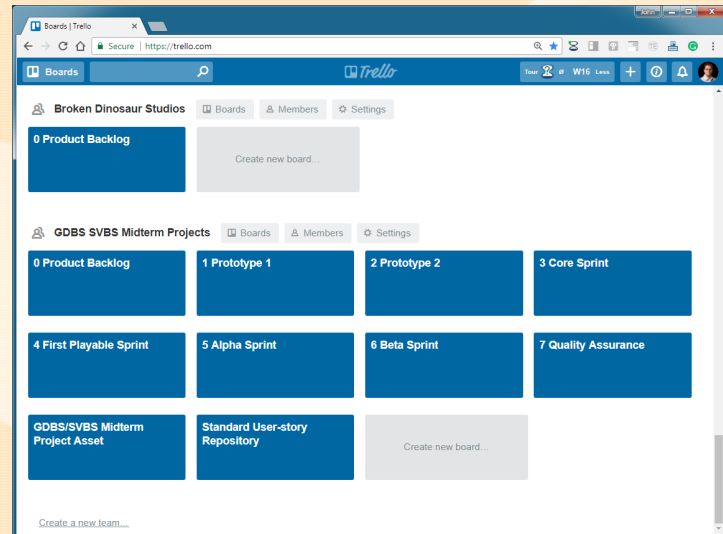 John
Boards | Trello
Secure | https://trello.com
Boards
Trello
Tour Ø W16 Less
Broken Dinosaur Studios Boards Members Settings
0 Product Backlog
Create new board...
GDBS SVBS Midterm Projects Boards Members Settings
0 Product Backlog 1 Prototype 1 2 Prototype 2 3 Core Sprint
4 First Playable Sprint 5 Alpha Sprint 6 Beta Sprint 7 Quality Assurance
GDBS/SVBS Midterm Project Asset
Standard User-story Repository
Create new board...
Create a new team...